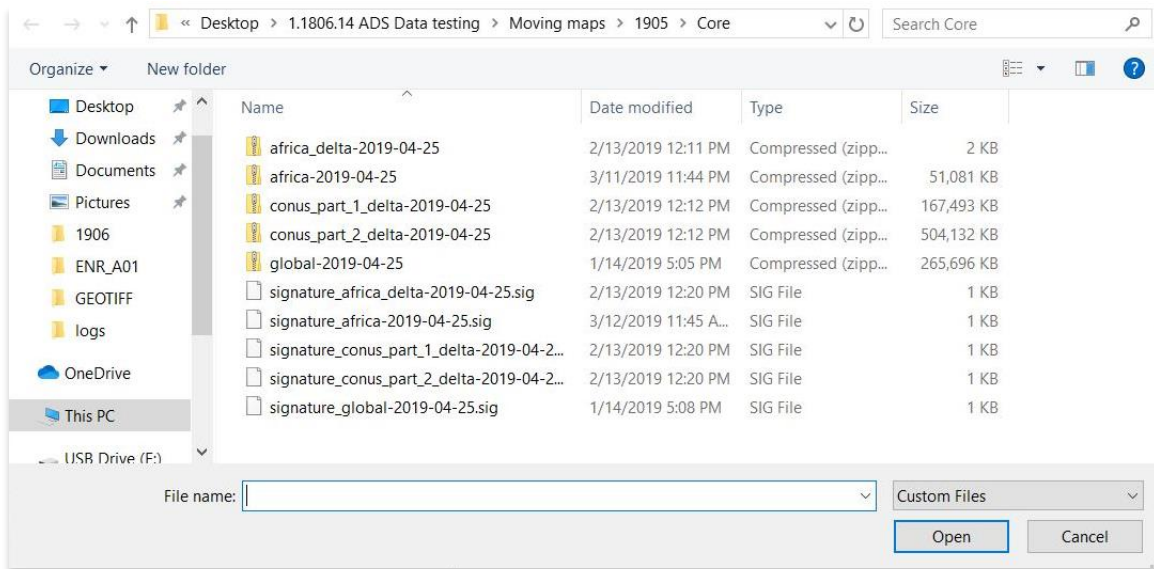 « Desktop > 1.1806.14 ADS Data testing > Moving maps > 1905 > Core Search Core
Organize New folder
Name Date modified Type Size
Desktop
Downloads
Documents
Pictures
1906
ENR_A01
GEOTIFF
logs
OneDrive
This PC
USB Drive (E:)
africa_delta-2019-04-25 2/13/2019 12:11 PM Compressed (zipp... 2 KB
africa-2019-04-25 3/11/2019 11:44 PM Compressed (zipp... 51,081 KB
conus_part_1_delta-2019-04-25 2/13/2019 12:12 PM Compressed (zipp... 167,493 KB
conus_part_2_delta-2019-04-25 2/13/2019 12:12 PM Compressed (zipp... 504,132 KB
global-2019-04-25 1/14/2019 5:05 PM Compressed (zipp... 265,696 KB
signature_africa_delta-2019-04-25.sig 2/13/2019 12:20 PM SIG File 1 KB
signature_africa-2019-04-25.sig 3/12/2019 11:45 A... SIG File 1 KB
signature_conus_part_1_delta-2019-04-2... 2/13/2019 12:20 PM SIG File 1 KB
signature_conus_part_2_delta-2019-04-2... 2/13/2019 12:20 PM SIG File 1 KB
signature_global-2019-04-25.sig 1/14/2019 5:08 PM SIG File 1 KB
File name: Custom Files
Open Cancel